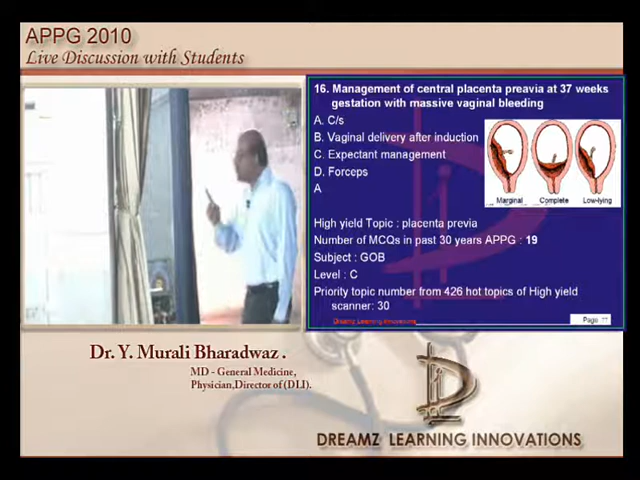 APPG 2010
Live Discussion with Students
16. Management of central placenta preavia at 37 weeks
gestation with massive vaginal bleeding
A. C/s
B. Vaginal delivery after induction
C. Expectant management
D. Forceps
A
Marginal Complete Low-lying
High yield Topic : placenta previa
Number of MCQs in past 30 years APPG : 19
Subject : GOB
Level : C
Priority topic number from 426 hot topics of High yield
scanner: 30
Dreamz Learning Innovations
Page
Dr. Y. Murali Bharadwaz .
MD - General Medicine,
Physician,Director of (DLI).
DREAMZ LEARNING INNOVATIONS